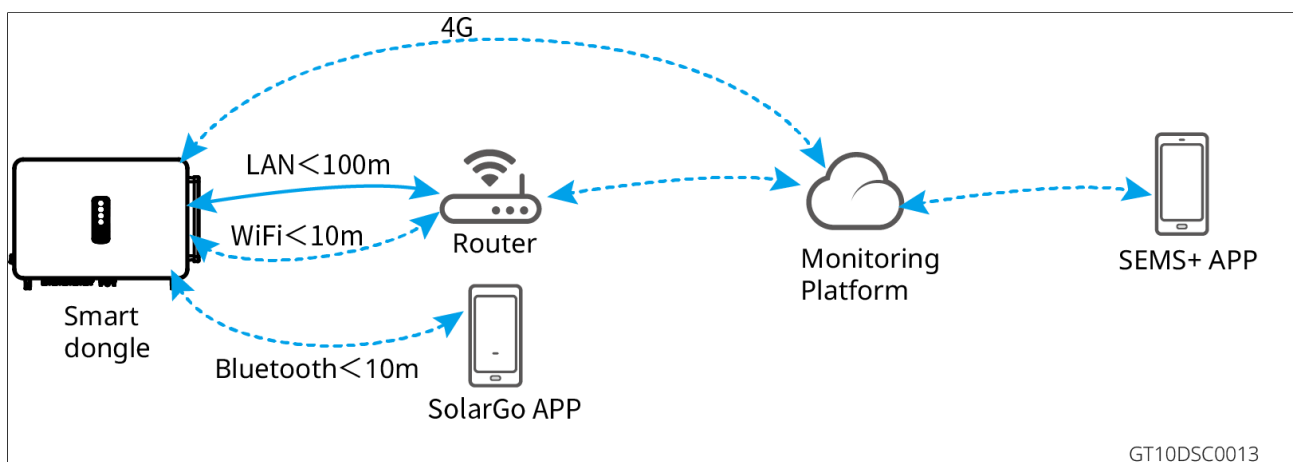 4G
LAN<100m
WiFi<10m
Router
Smart
dongle
Bluetooth<10m
SolarGo APP
Monitoring
Platform
SEMS+ APP
GT10DSC0013